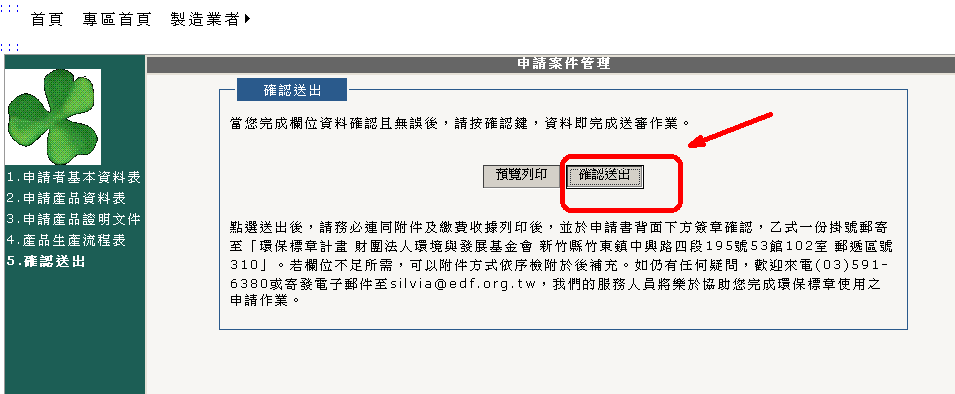 首頁 專區首頁 製造業者
申請案件管理
確認送出
當您完成欄位資料確認且無誤後，請按確認鍵，資料即完成送審作業。
預覽列印 確認送出
1.申請者基本資料表
2.申請產品資料表
3.申請產品證明文件
4.產品生產流程表
5.確認送出
點選送出後，請務必連同附件及繳費收據列印後，並於申請書背面下方簽章確認，乙式一份掛號郵寄
至「環保標章計畫 財團法人環境與發展基金會 新竹縣竹東鎮中興路四段195號53館102室 郵遞區號
310」。若欄位不足所需，可以附件方式依序檢附於後補充。如仍有任何疑問，歡迎來電(03)591-
6380或寄發電子郵件至silvia@edf.org.tw，我們的服務人員將樂於協助您完成環保標章使用之
申請作業。